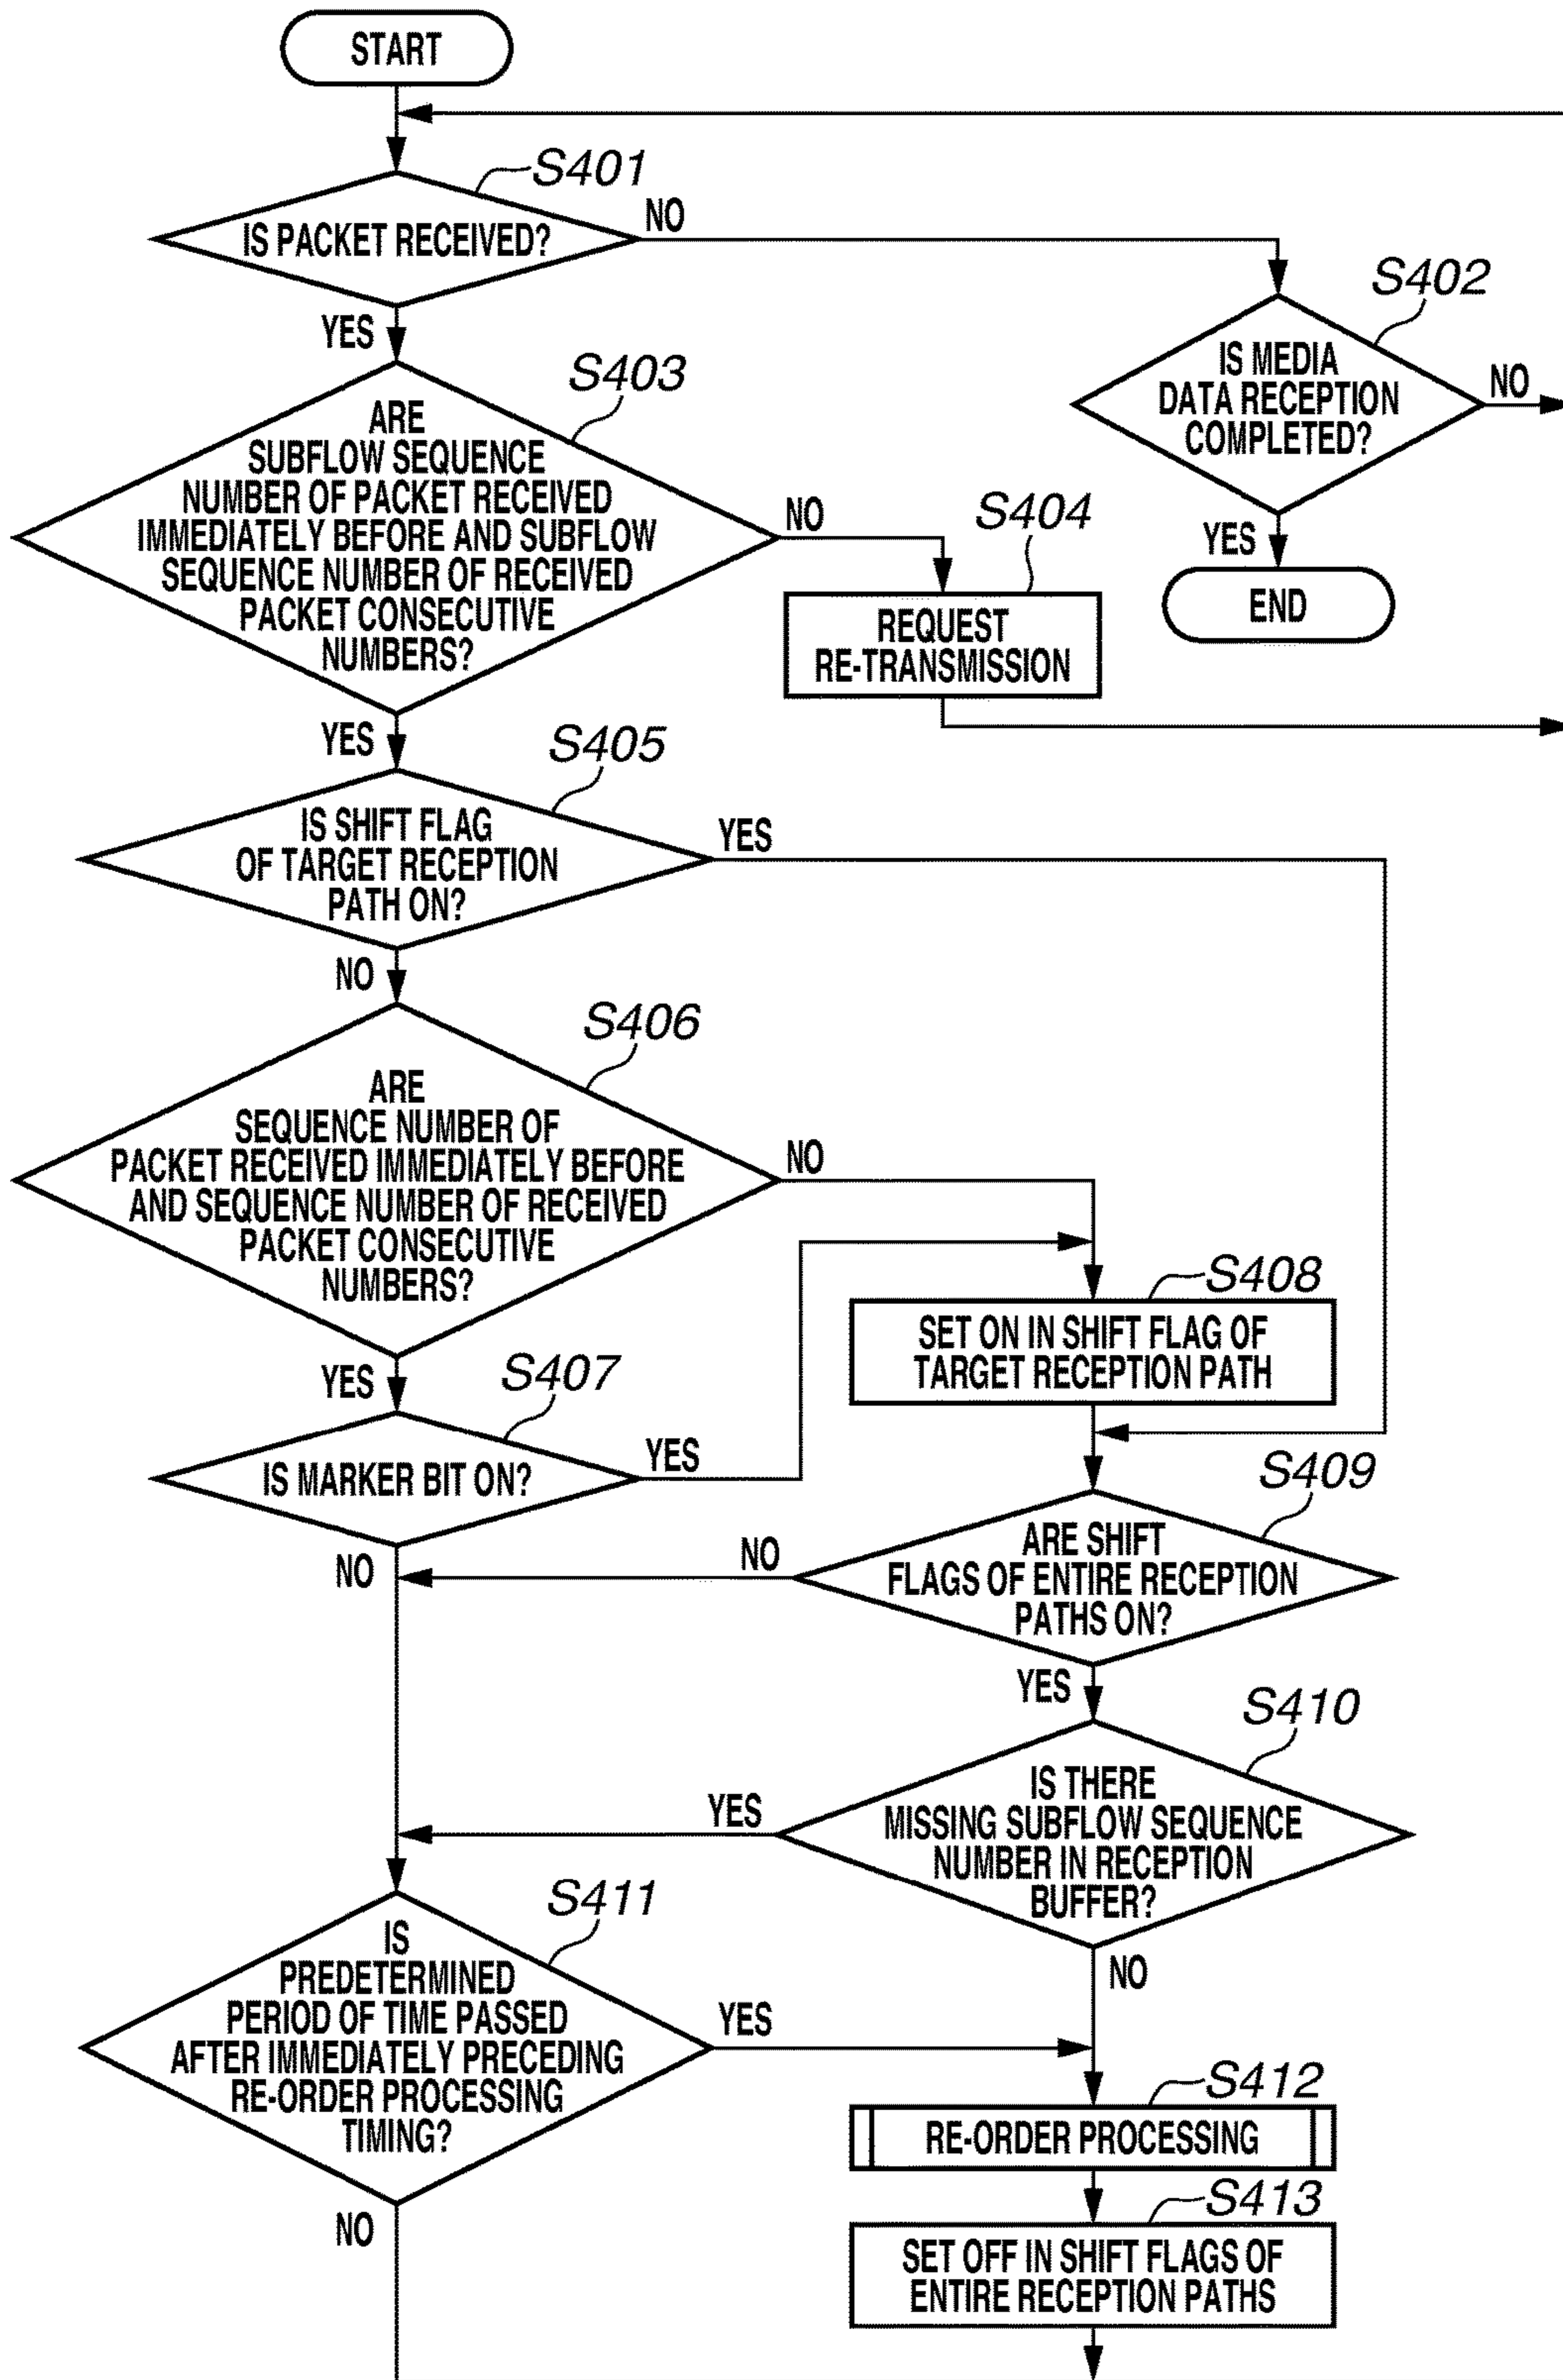 START
S401
IS PACKET RECEIVED?
NO
YES
S402
IS MEDIA
DATA RECEPTION
COMPLETED?
NO
YES
END
S403
ARE
SUBFLOW SEQUENCE
NUMBER OF PACKET RECEIVED
IMMEDIATELY BEFORE AND SUBFLOW
SEQUENCE NUMBER OF RECEIVED
PACKET CONSECUTIVE
NUMBERS?
NO
YES
S404
REQUEST
RE-TRANSMISSION
S405
IS SHIFT FLAG
OF TARGET RECEPTION
PATH ON?
YES
NO
S406
ARE
SEQUENCE NUMBER OF
PACKET RECEIVED IMMEDIATELY BEFORE
AND SEQUENCE NUMBER OF RECEIVED
PACKET CONSECUTIVE
NUMBERS?
NO
YES
S407
IS MARKER BIT ON?
YES
NO
S408
SET ON IN SHIFT FLAG OF
TARGET RECEPTION PATH
S409
ARE SHIFT
FLAGS OF ENTIRE RECEPTION
PATHS ON?
NO
YES
S410
IS THERE
MISSING SUBFLOW SEQUENCE
NUMBER IN RECEPTION
BUFFER?
YES
NO
S411
IS
PREDETERMINED
PERIOD OF TIME PASSED
AFTER IMMEDIATELY PRECEDING
RE-ORDER PROCESSING
TIMING?
YES
NO
S412
RE-ORDER PROCESSING
S413
SET OFF IN SHIFT FLAGS OF
ENTIRE RECEPTION PATHS